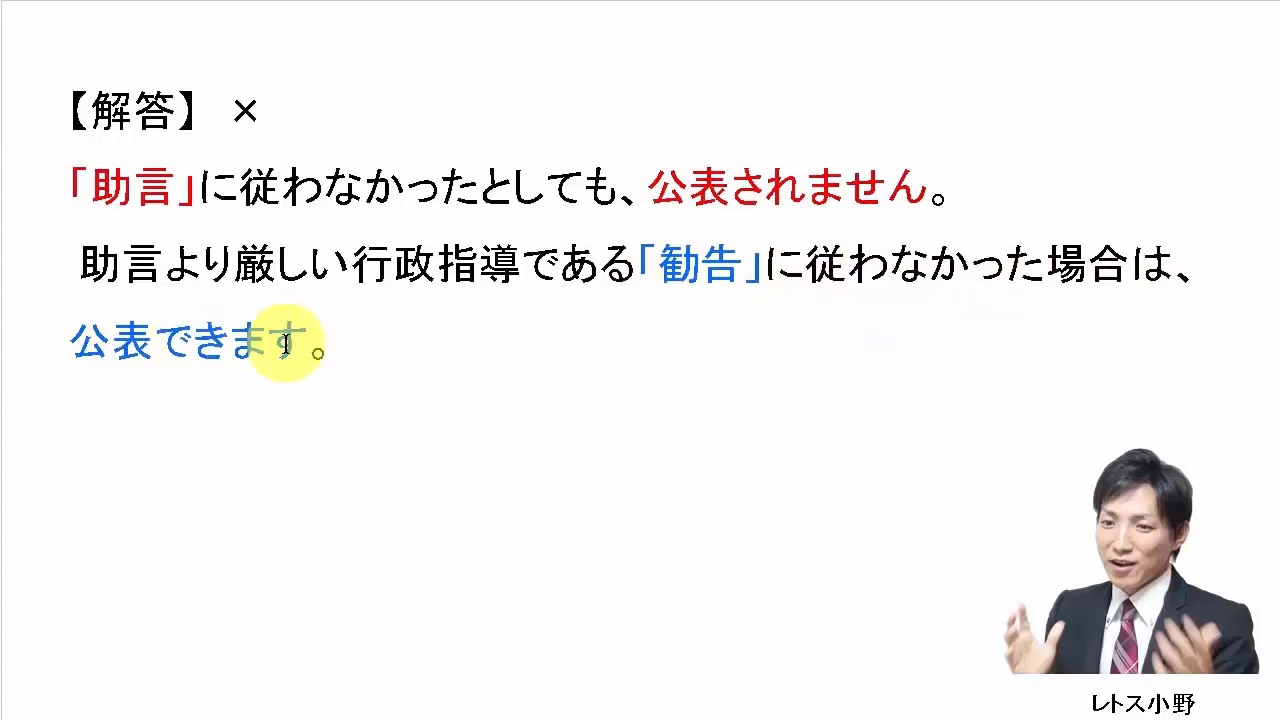 【解答】 ×
「助言」に従わなかったとしても、公表されません。
助言より厳しい行政指導である「勧告」に従わなかった場合は、
公表できます。
レトス小野